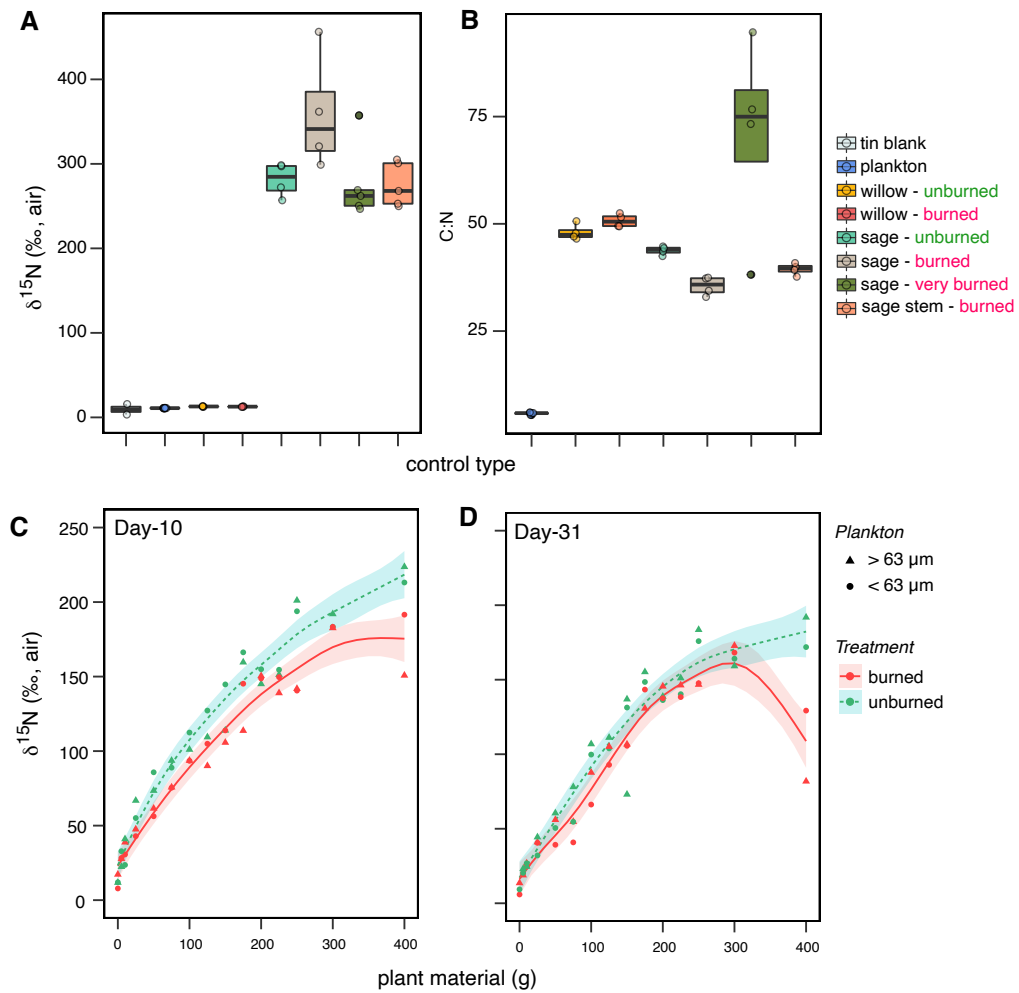 A
B
400
300
200
100
0
δ15N (‰, air)
75
50
25
C:N
tin blank
plankton
willow - unburned
willow - burned
sage - unburned
sage - burned
sage - very burned
sage stem - burned
control type
C
Day-10
D
Day-31
250
200
150
100
50
0
δ15N (‰, air)
0 100 200 300 400
0 100 200 300 400
plant material (g)
Plankton
> 63 µm
< 63 µm
Treatment
burned
unburned